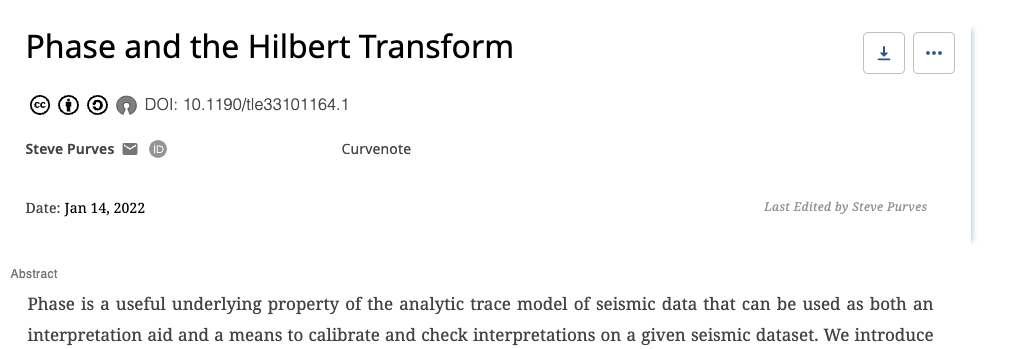 Phase and the Hilbert Transform
DOI: 10.1190/tle33101164.1
Steve Purves
Curvenote
Date: Jan 14, 2022
Last Edited by Steve Purves
Abstract
Phase is a useful underlying property of the analytic trace model of seismic data that can be used as both an
interpretation aid and a means to calibrate and check interpretations on a given seismic dataset. We introduce